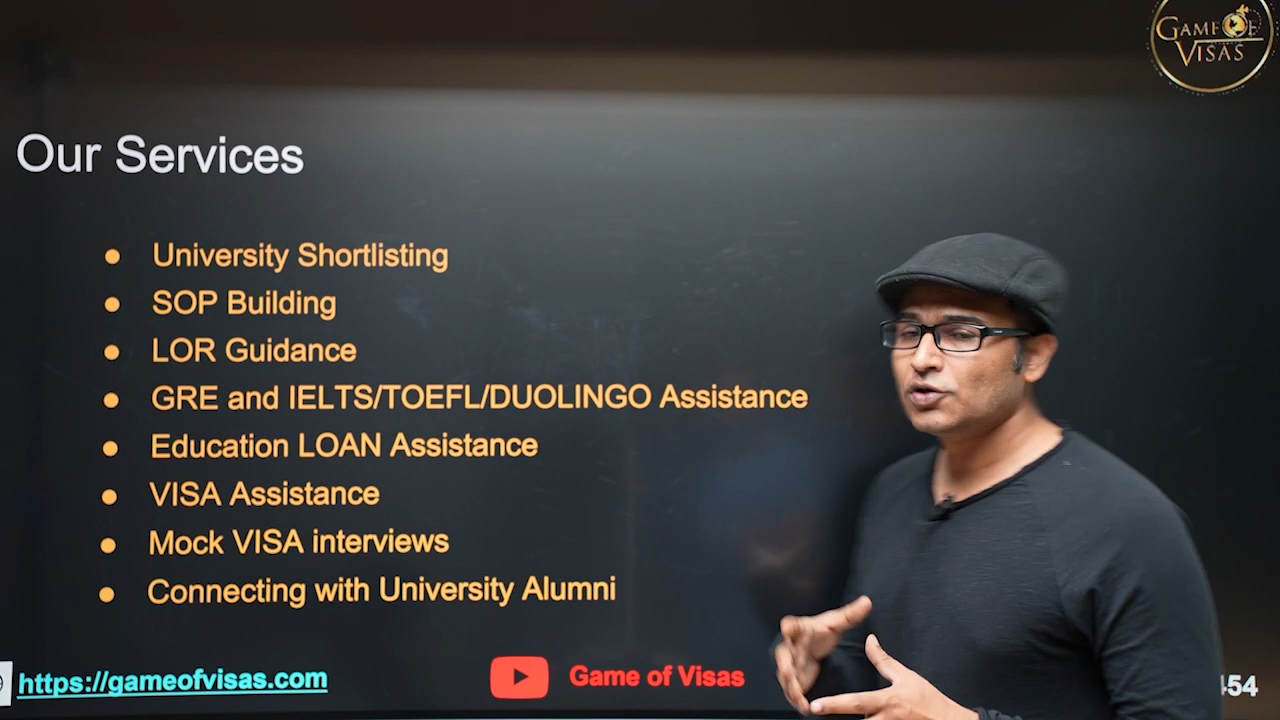 GAME OF
VISAS
Our Services
● University Shortlisting
● SOP Building
● LOR Guidance
● GRE and IELTS/TOEFL/DUOLINGO Assistance
● Education LOAN Assistance
● VISA Assistance
● Mock VISA interviews
● Connecting with University Alumni
https://gameofvisas.com
Game of Visas
454